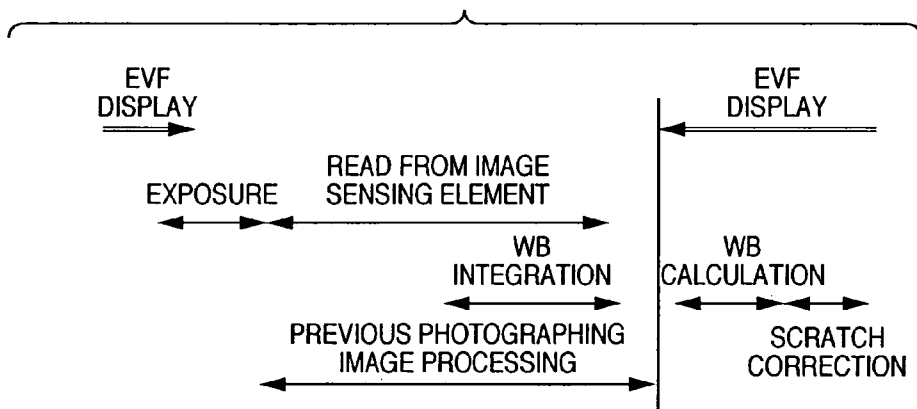 EVF
DISPLAY
EVF
DISPLAY
EXPOSURE
READ FROM IMAGE
SENSING ELEMENT
WB
INTEGRATION
WB
CALCULATION
PREVIOUS PHOTOGRAPHING
IMAGE PROCESSING
SCRATCH
CORRECTION